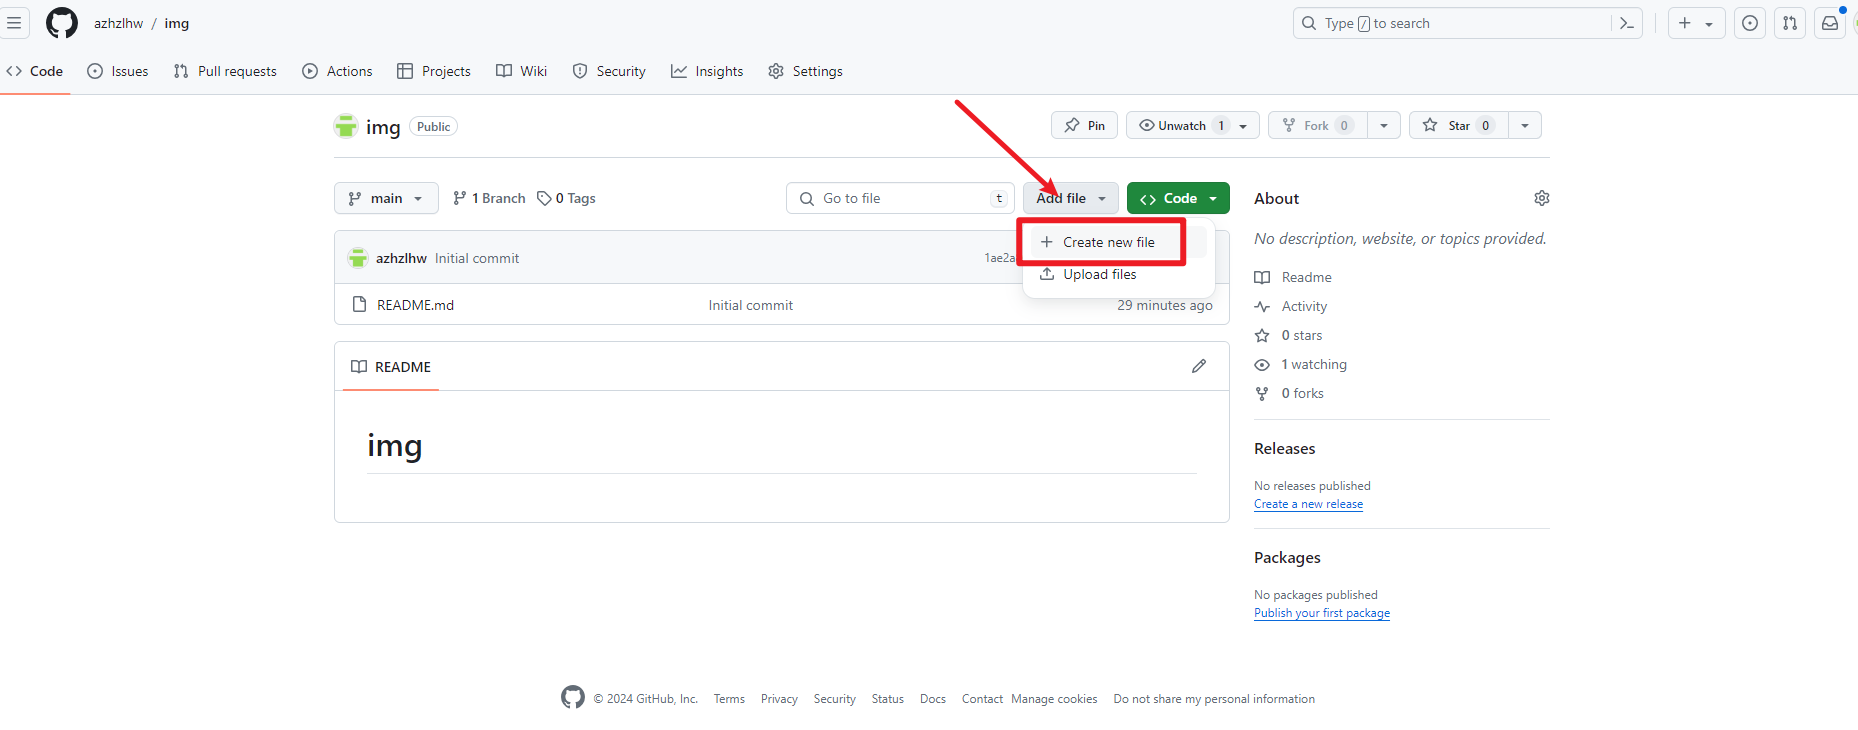 azhzlhw / img
Type / to search
Code Issues Pull requests Actions Projects Wiki Security Insights Settings
img Public
Pin Unwatch 1 Fork 0 Star 0
main 1 Branch 0 Tags Go to file t Add file Code
Create new file
Upload files
azhzlhw Initial commit 1ae2a
README.md Initial commit 29 minutes ago
README
img
About
No description, website, or topics provided.
Readme
Activity
0 stars
1 watching
0 forks
Releases
No releases published
Create a new release
Packages
No packages published
Publish your first package
© 2024 GitHub, Inc. Terms Privacy Security Status Docs Contact Manage cookies Do not share my personal information